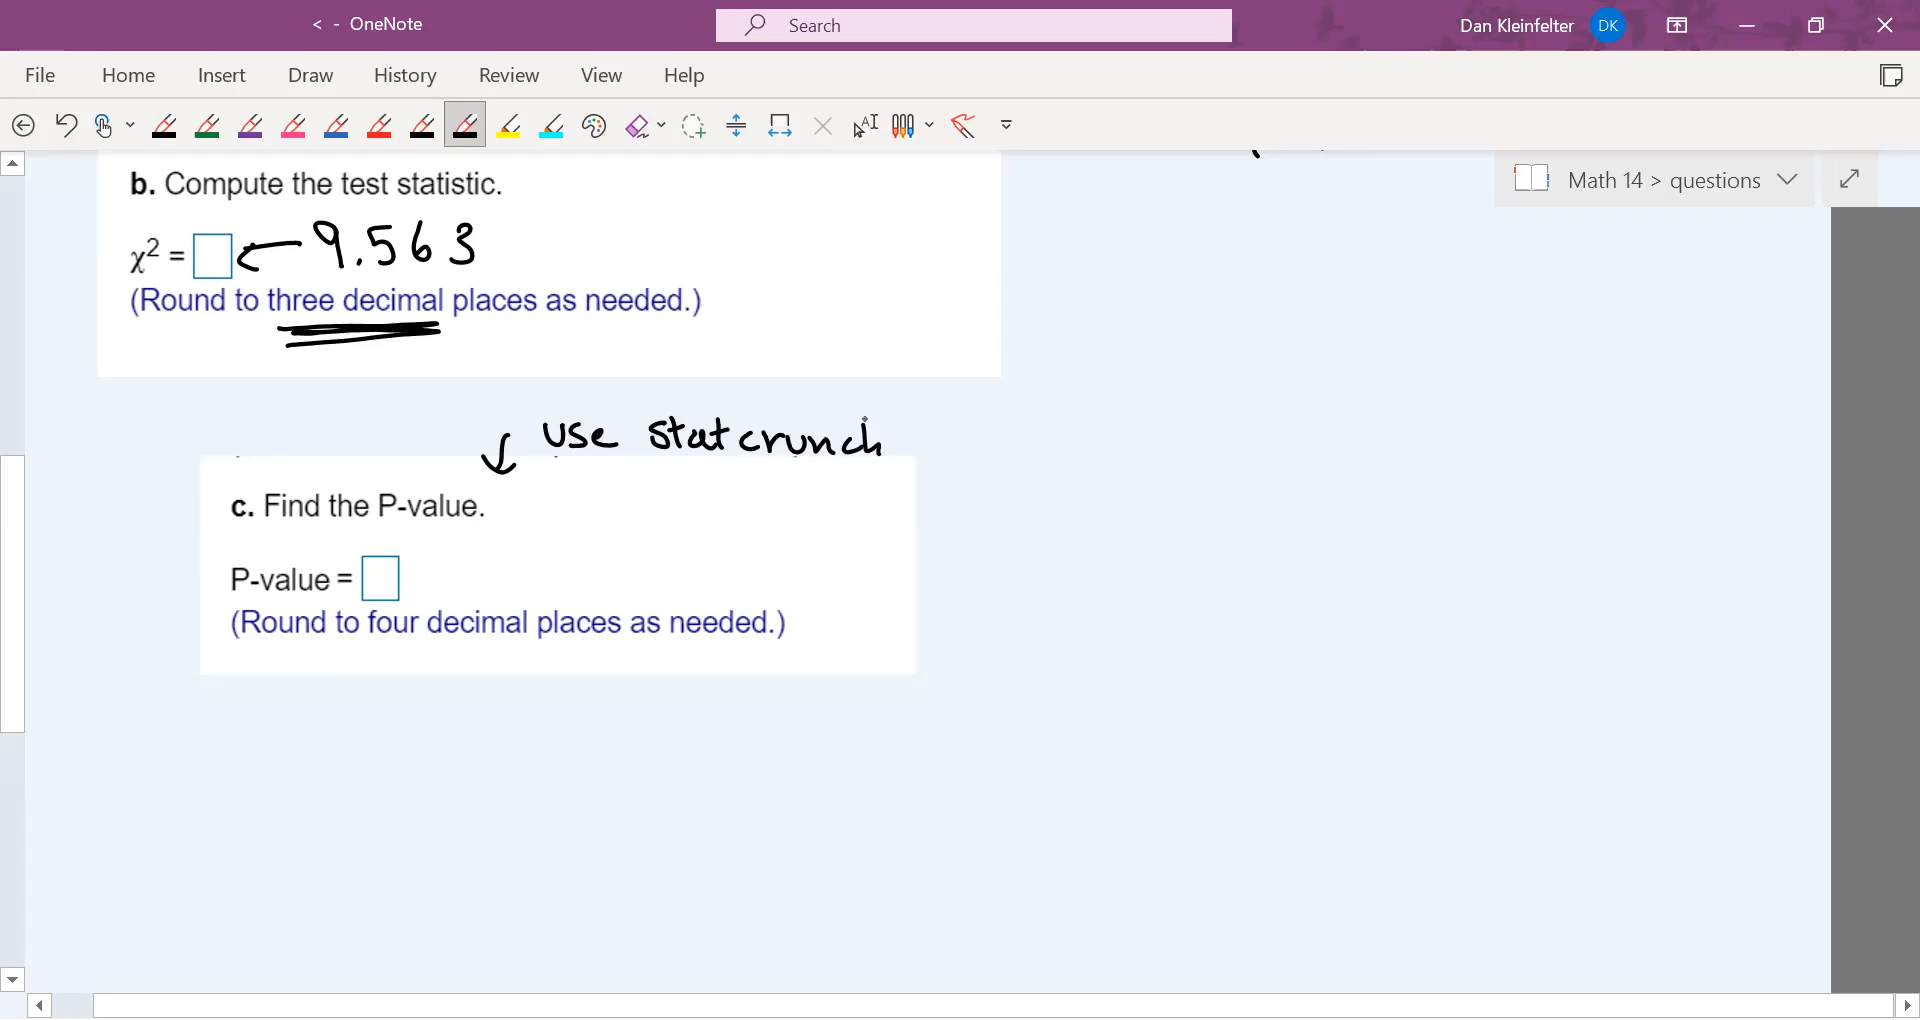 < - OneNote
Search
Dan Kleinfelter
DK
File Home Insert Draw History Review View Help
Math 14 > questions
b. Compute the test statistic.
χ² = 9.563
(Round to three decimal places as needed.)
use statcrunch
c. Find the P-value.
P-value =
(Round to four decimal places as needed.)